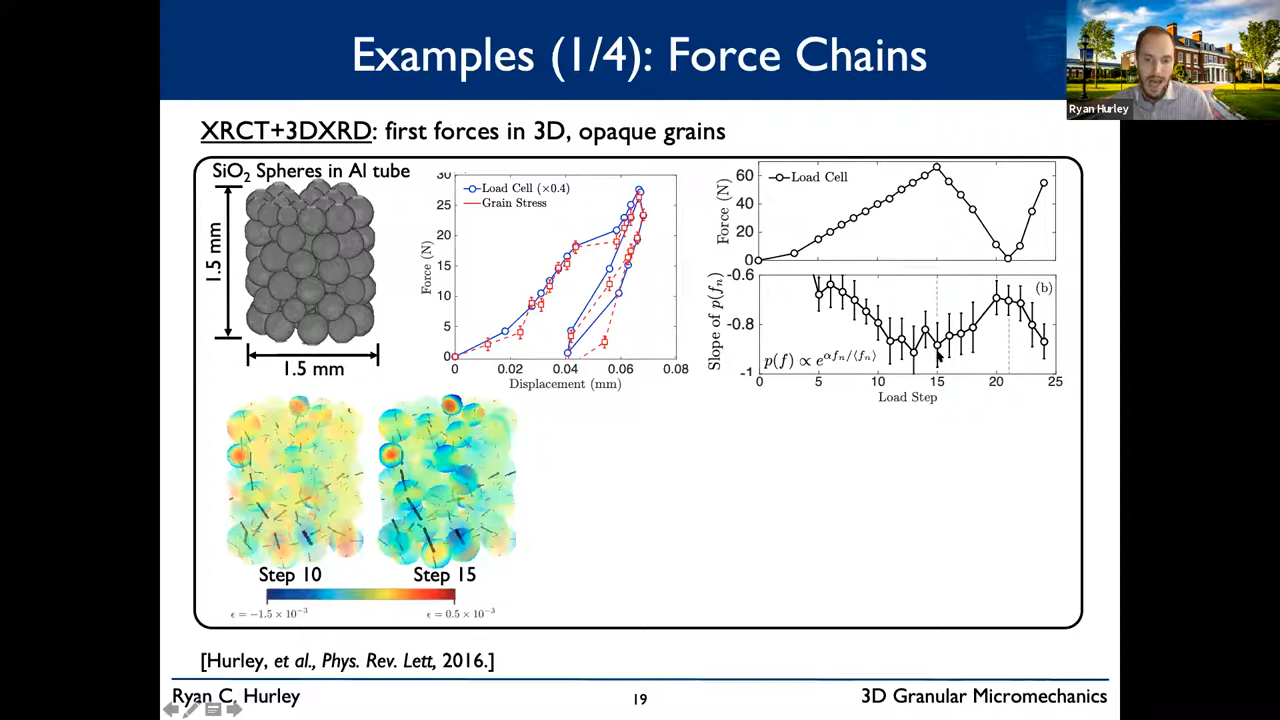 Examples (1/4): Force Chains
Ryan Hurley
XRCT+3DXRD: first forces in 3D, opaque grains
SiO₂ Spheres in Al tube
1.5 mm
1.5 mm
30
25
20
15
10
5
0
Force (N)
Load Cell (×0.4)
Grain Stress
0 0.02 0.04 0.06 0.08
Displacement (mm)
60
40
20
0
Force (N)
Load Cell
-0.6
-0.8
-1
Slope of p(fₙ)
(b)
p(f) ∝ e^{αfₙ/⟨fₙ⟩}
0 5 10 15 20 25
Load Step
Step 10 Step 15
ϵ = −1.5 × 10⁻³ ϵ = 0.5 × 10⁻³
[Hurley, et al., Phys. Rev. Lett, 2016.]
Ryan C. Hurley 19 3D Granular Micromechanics